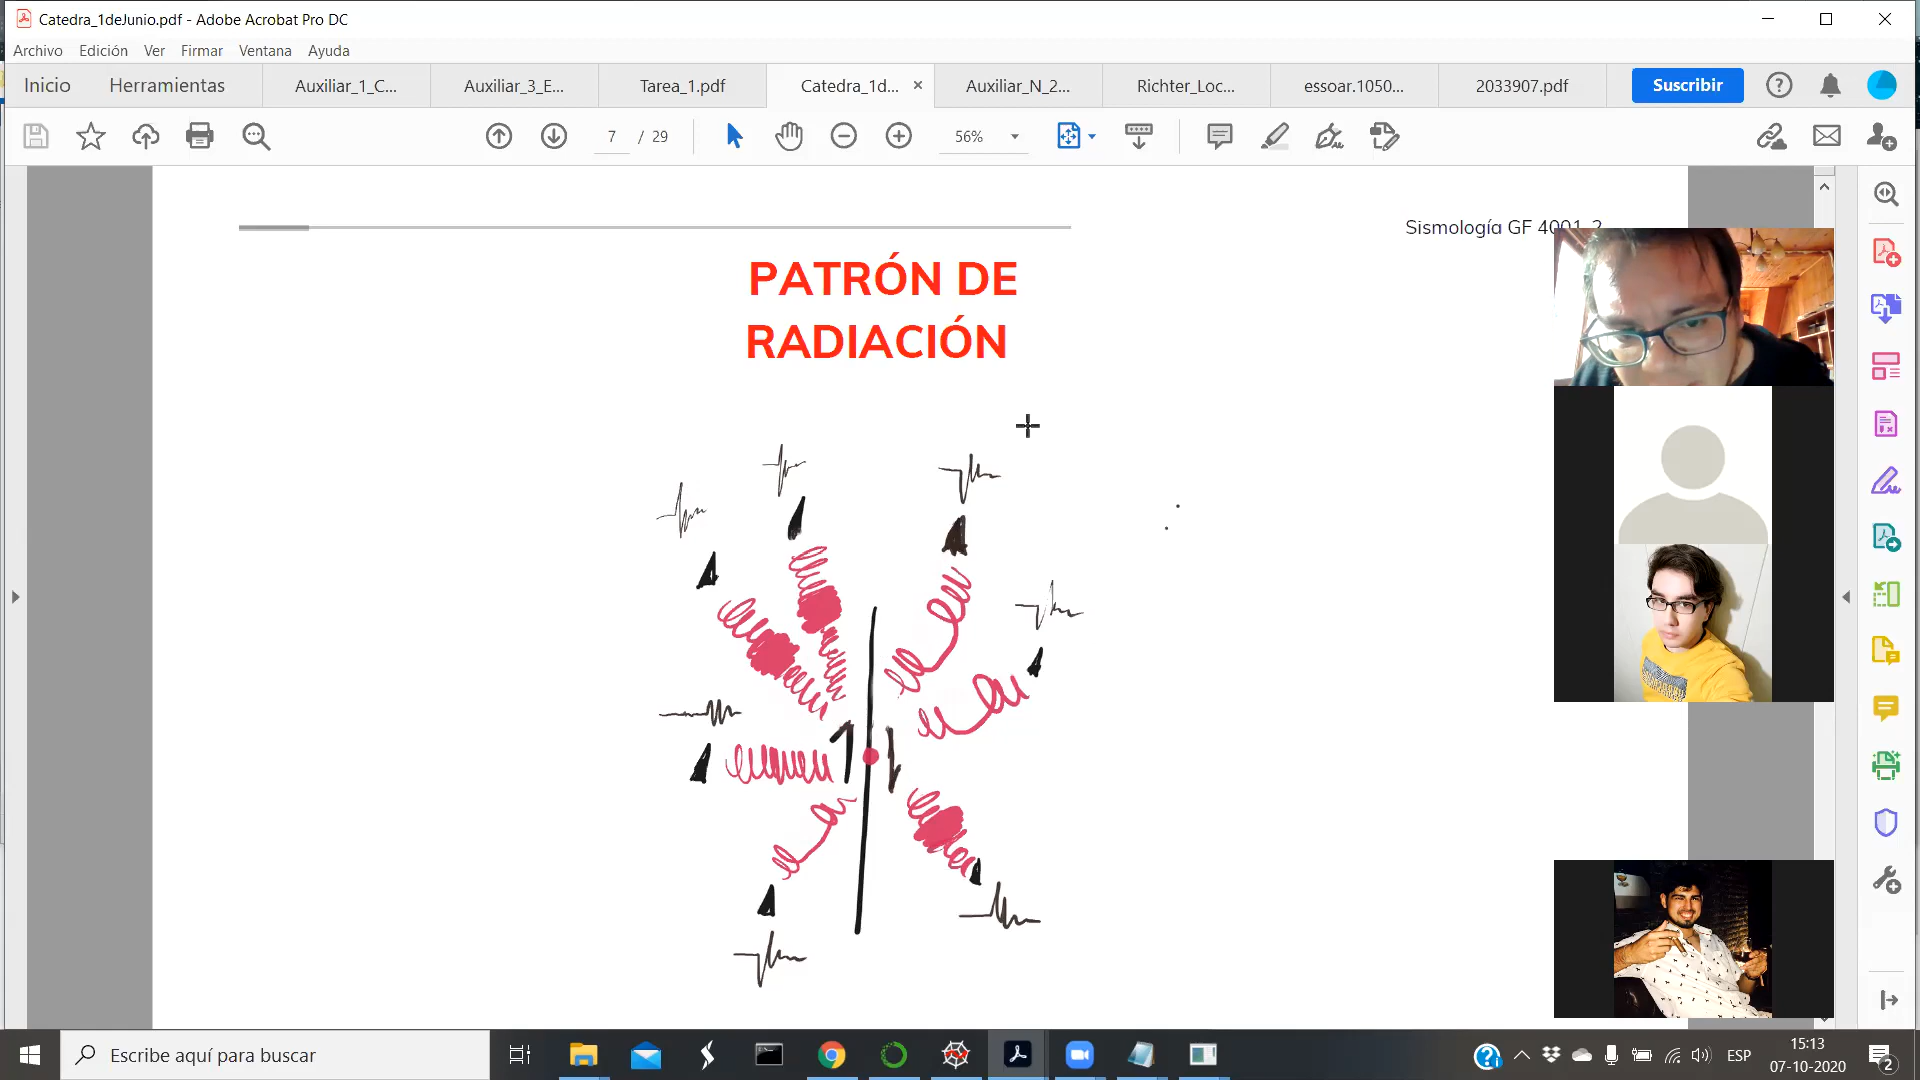 Catedra_1deJunio.pdf - Adobe Acrobat Pro DC
Archivo Edición Ver Firmar Ventana Ayuda
Inicio Herramientas Auxiliar_1_C... Auxiliar_3_E... Tarea_1.pdf Catedra_1d... × Auxiliar_N_2... Richter_Loc... essoar.1050... 2033907.pdf Suscribir
7 / 29 56%
Sismología GF 4001-2
PATRÓN DE
RADIACIÓN
Escribe aquí para buscar
ESP
15:13
07-10-2020
2